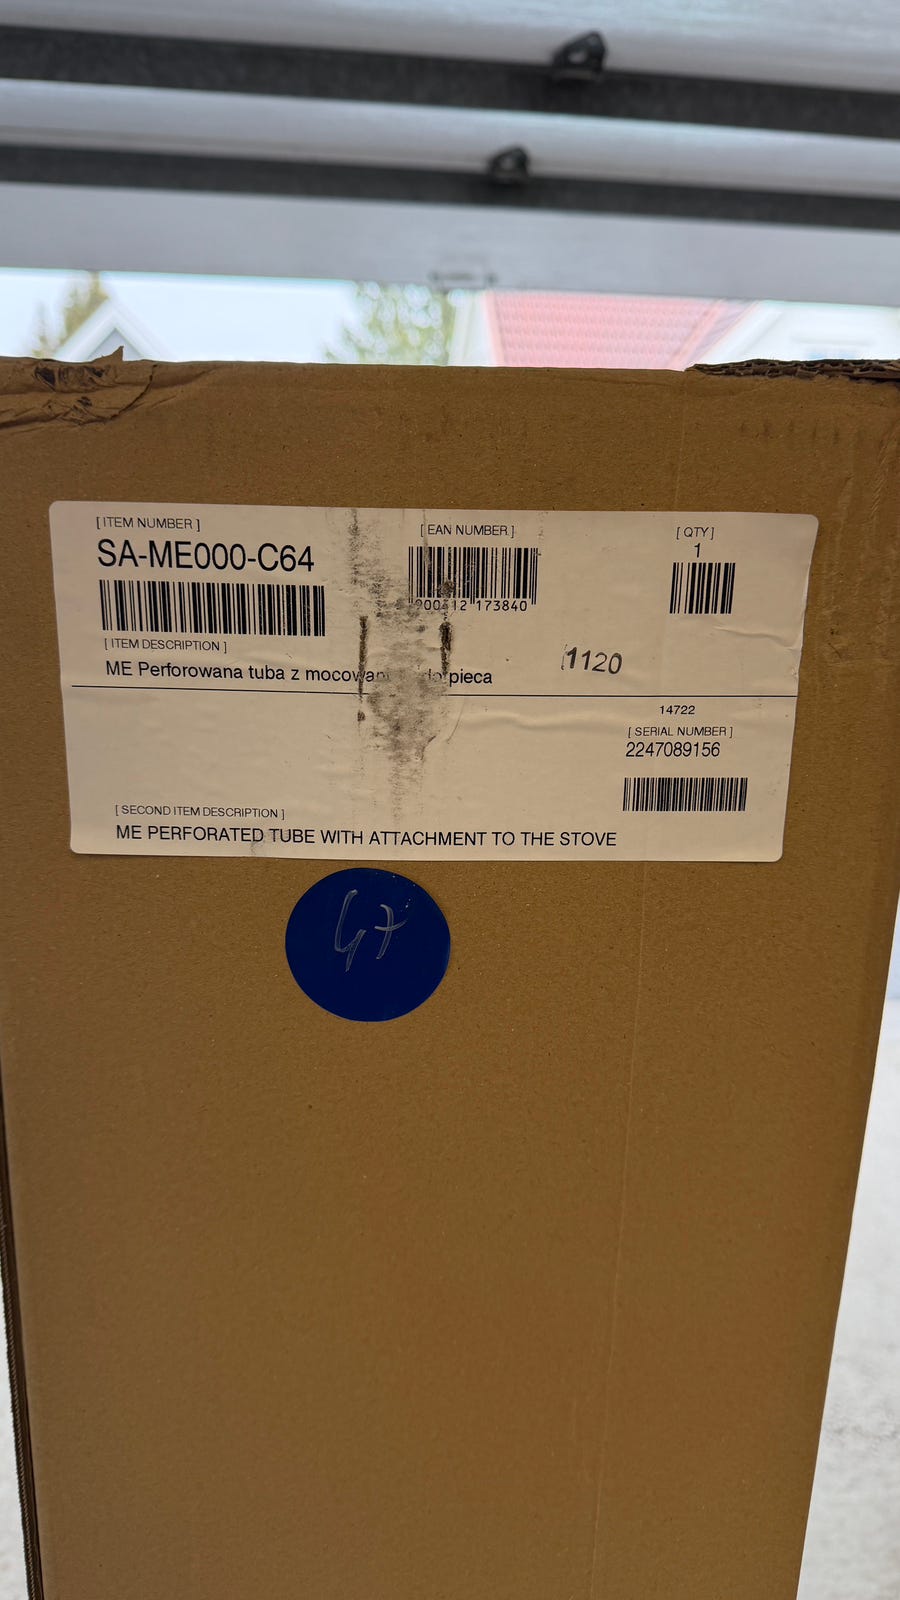 [ ITEM NUMBER ]
SA-ME000-C64
[ EAN NUMBER ]
173840
[ QTY ]
1
[ ITEM DESCRIPTION ]
ME Perforowana tuba z pieca
1120
14722
[ SERIAL NUMBER ]
2247089156
[ SECOND ITEM DESCRIPTION ]
ME PERFORATED TUBE WITH ATTACHMENT TO THE STOVE
47